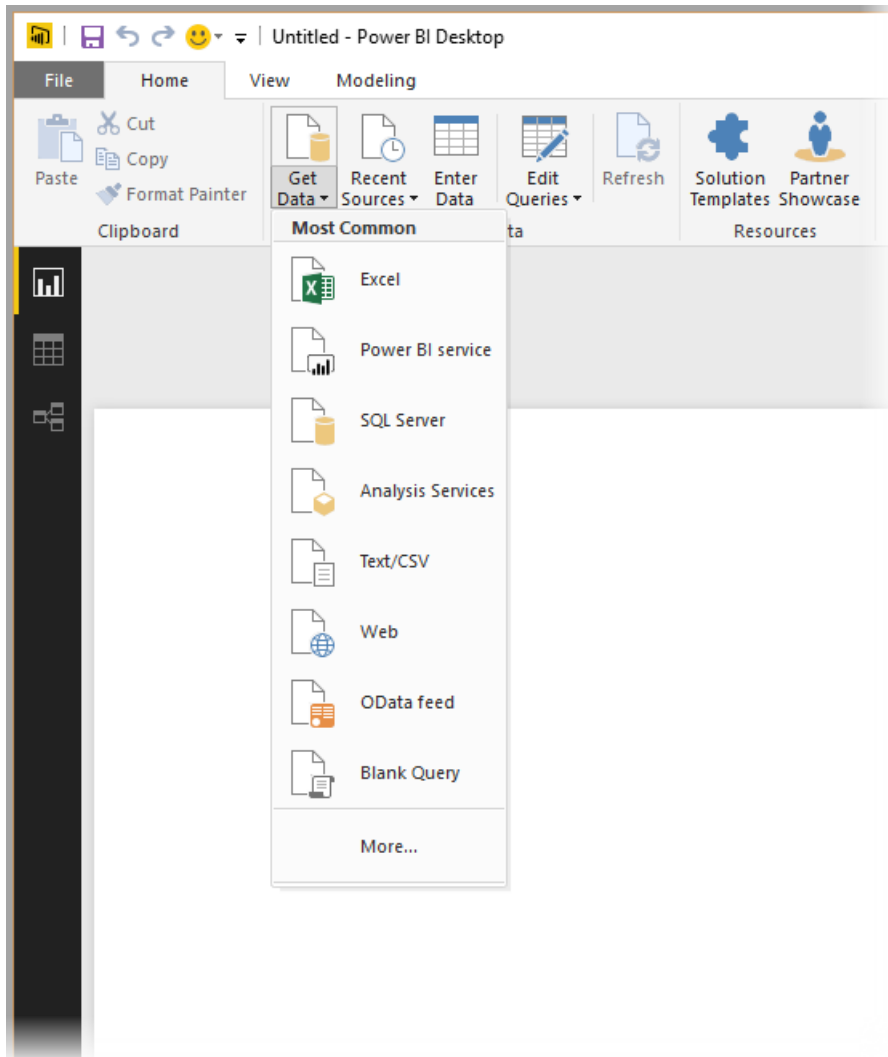 Untitled - Power BI Desktop
File Home View Modeling
Paste
Cut
Copy
Format Painter
Get Data
Recent Sources
Enter Data
Edit Queries
Refresh
Solution Templates
Partner Showcase
Clipboard
ta
Resources
Most Common
Excel
Power BI service
SQL Server
Analysis Services
Text/CSV
Web
OData feed
Blank Query
More...